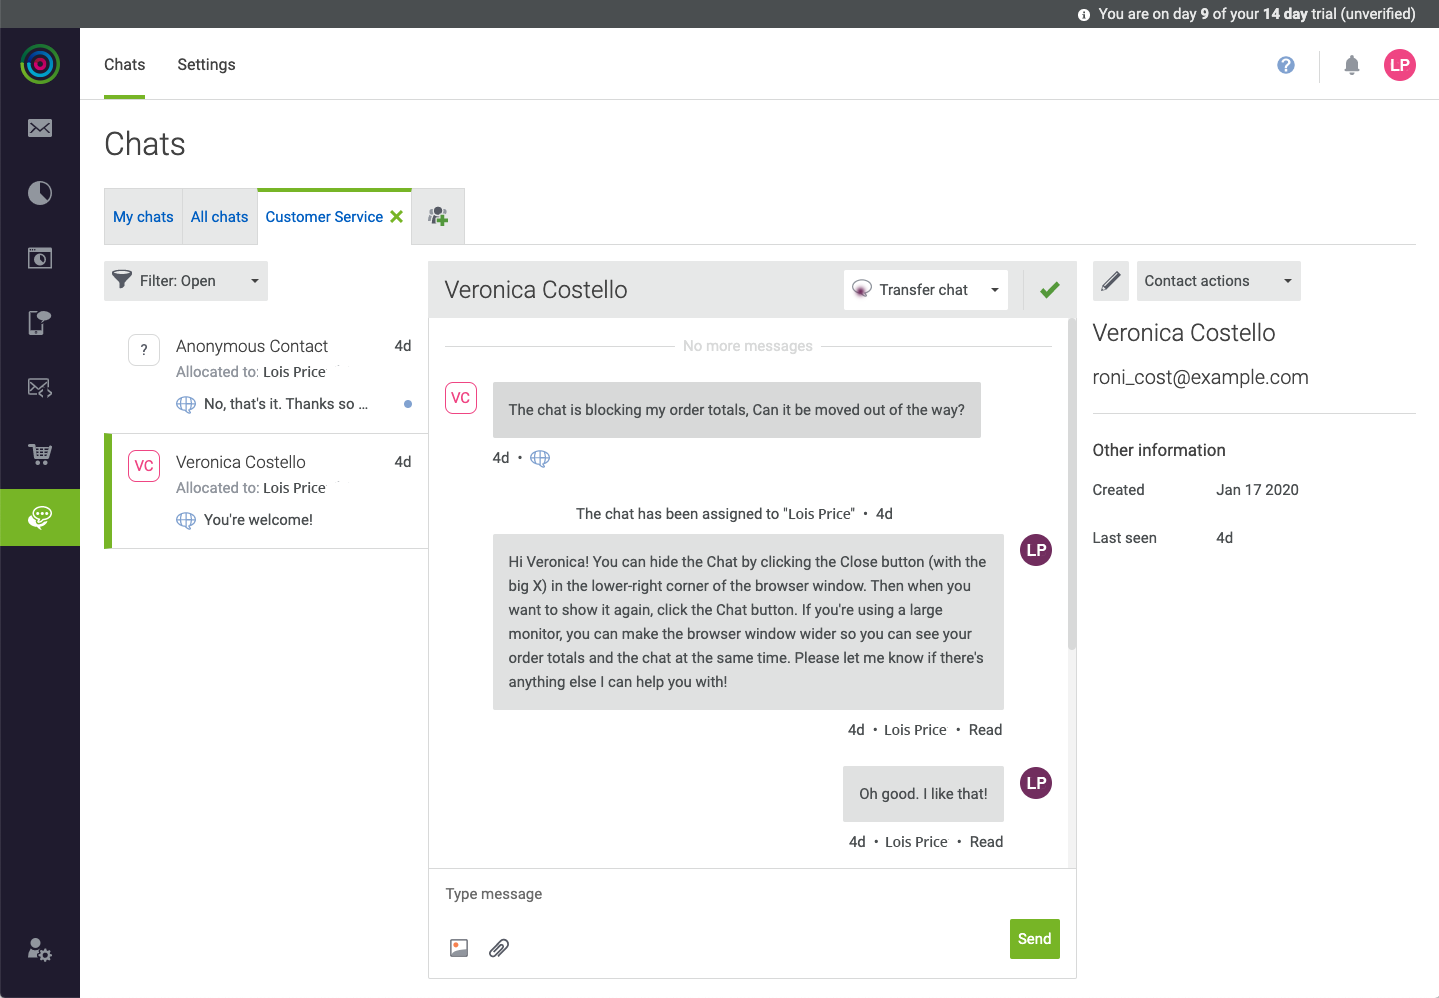 You are on day 9 of your 14 day trial (unverified)
Chats
Settings
?
LP
Chats
My chats
All chats
Customer Service
Filter: Open
?
Anonymous Contact
4d
Allocated to: Lois Price
No, that's it. Thanks so ...
VC
Veronica Costello
4d
Allocated to: Lois Price
You're welcome!
Veronica Costello
Transfer chat
No more messages
VC
The chat is blocking my order totals, Can it be moved out of the way?
4d •
The chat has been assigned to "Lois Price" • 4d
LP
Hi Veronica! You can hide the Chat by clicking the Close button (with the
big X) in the lower-right corner of the browser window. Then when you
want to show it again, click the Chat button. If you're using a large
monitor, you can make the browser window wider so you can see your
order totals and the chat at the same time. Please let me know if there's
anything else I can help you with!
4d • Lois Price • Read
LP
Oh good. I like that!
4d • Lois Price • Read
Type message
Send
Contact actions
Veronica Costello
roni_cost@example.com
Other information
Created Jan 17 2020
Last seen 4d